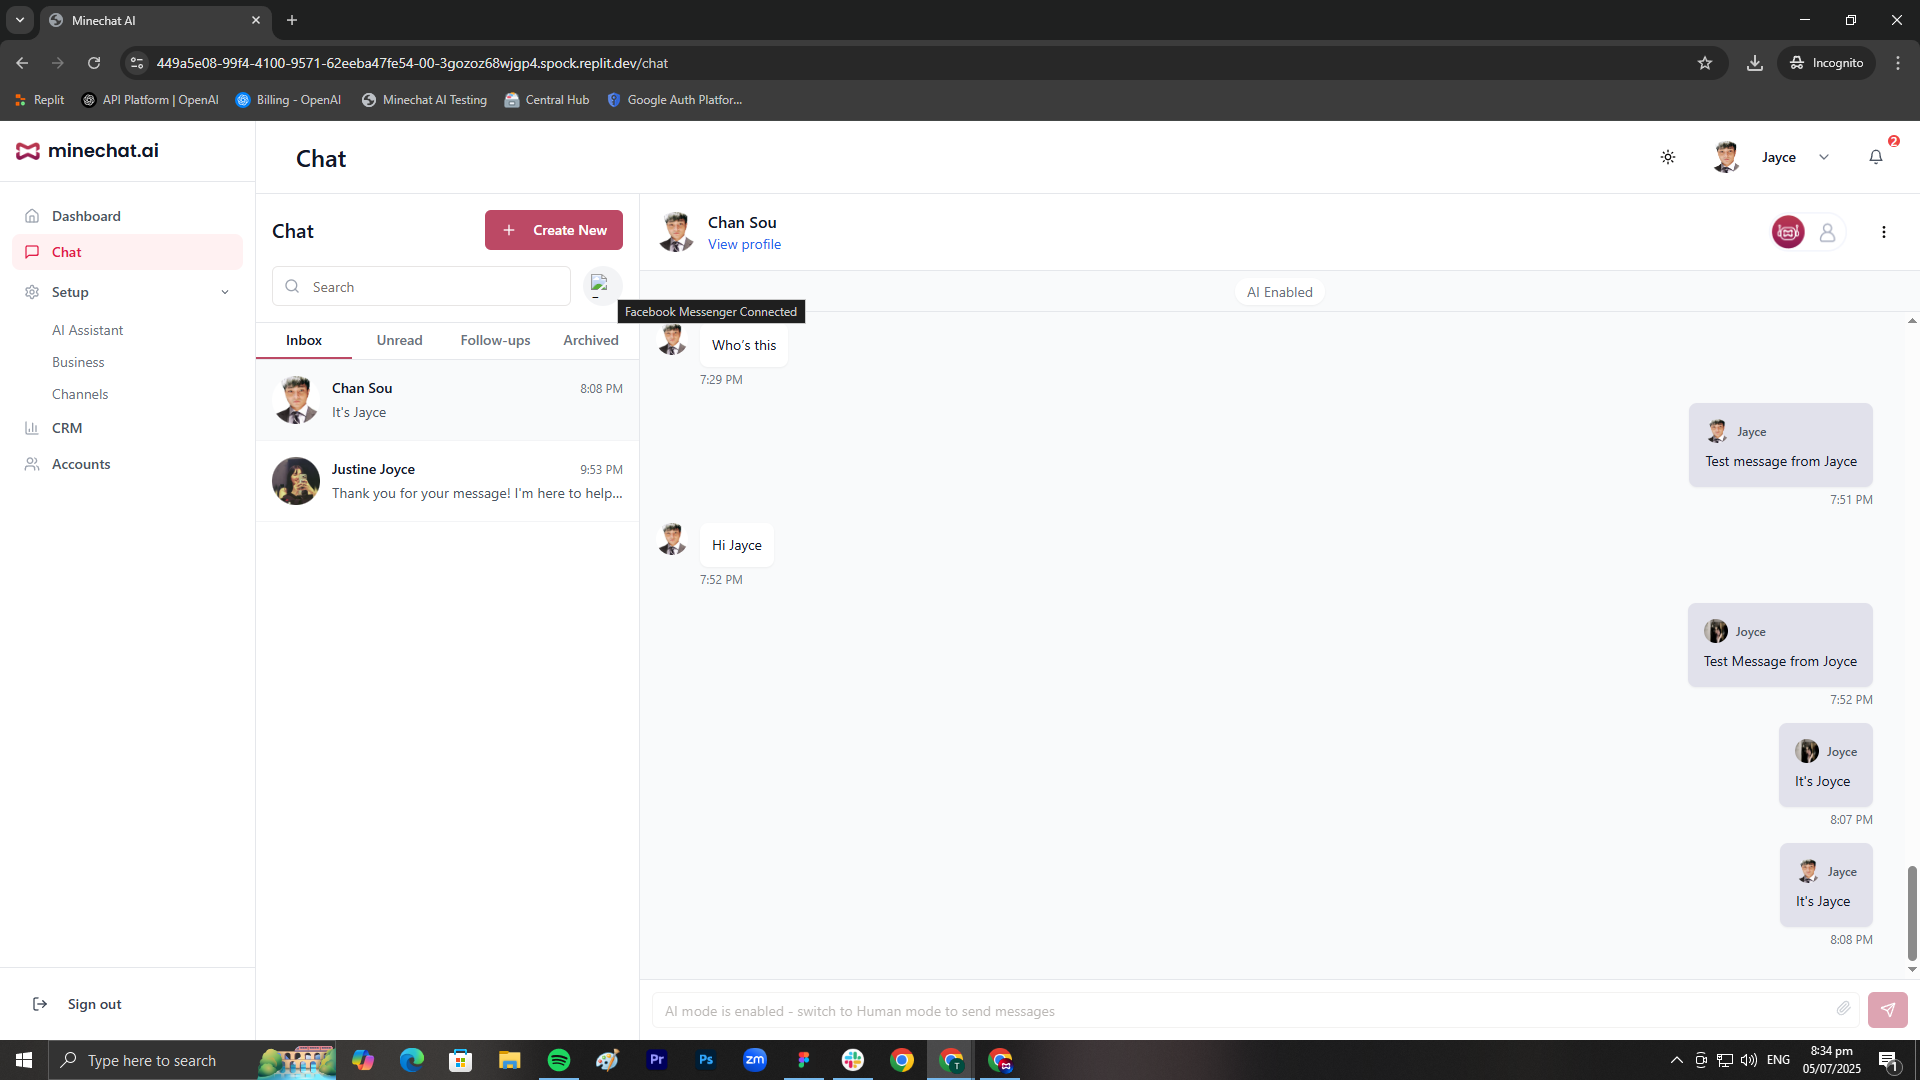 Minechat AI
449a5e08-99f4-4100-9571-62eeba47fe54-00-3gozoz68wjgp4.spock.replit.dev/chat
Incognito
Replit
API Platform | OpenAI
Billing - OpenAI
Minechat AI Testing
Central Hub
Google Auth Platfor...
minechat.ai
Dashboard
Chat
Setup
AI Assistant
Business
Channels
CRM
Accounts
Sign out
Chat
Jayce
2
Chat
+ Create New
Search
Facebook Messenger Connected
Inbox
Unread
Follow-ups
Archived
Chan Sou
8:08 PM
It's Jayce
Justine Joyce
9:53 PM
Thank you for your message! I'm here to help...
Chan Sou
View profile
AI Enabled
Who's this
7:29 PM
Jayce
Test message from Jayce
7:51 PM
Hi Jayce
7:52 PM
Joyce
Test Message from Joyce
7:52 PM
Joyce
It's Joyce
8:07 PM
Jayce
It's Jayce
8:08 PM
AI mode is enabled - switch to Human mode to send messages
Type here to search
Pr
Ps
zm
T
ENG
8:34 pm
05/07/2025
1